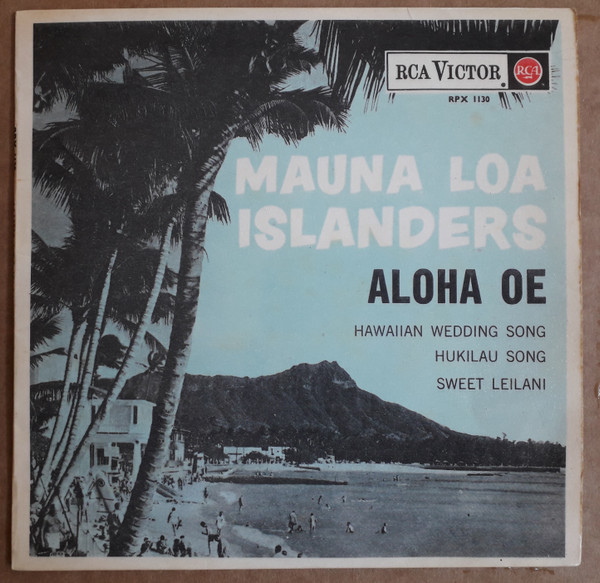 RCA VICTOR RCA
RPX 1130
MAUNA LOA
ISLANDERS
ALOHA OE
HAWAIIAN WEDDING SONG
HUKILAU SONG
SWEET LEILANI